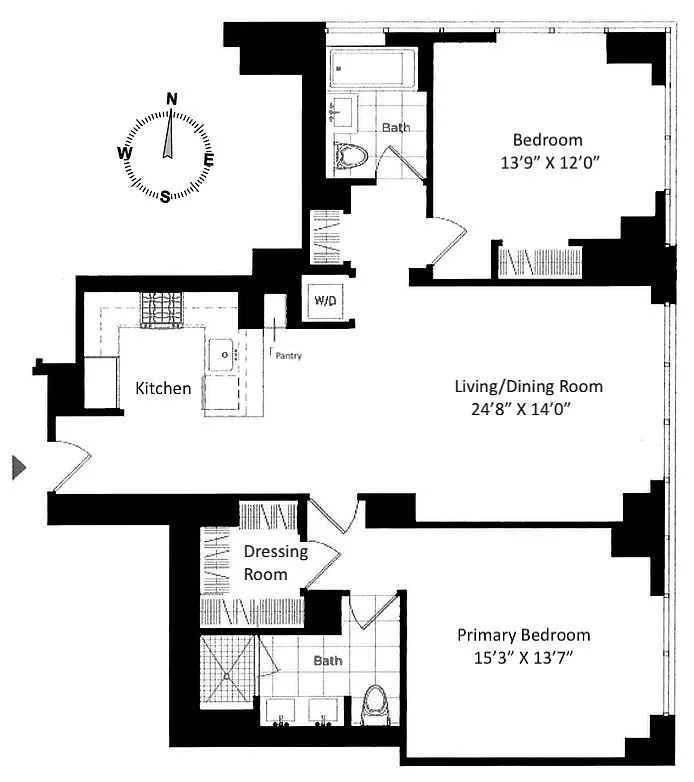 N
W
E
S
Bath
Bedroom
13’9” X 12’0”
W/D
Pantry
Kitchen
Living/Dining Room
24’8” X 14’0”
Dressing
Room
Bath
Primary Bedroom
15’3” X 13’7”